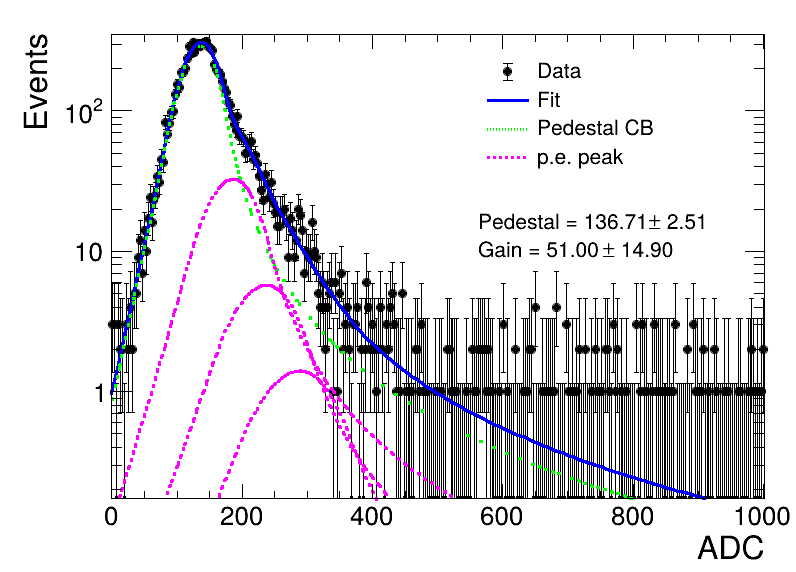 Events
10²
10
1
Data
Fit
Pedestal CB
p.e. peak
Pedestal = 136.71± 2.51
Gain = 51.00 ± 14.90
0 200 400 600 800 1000
ADC